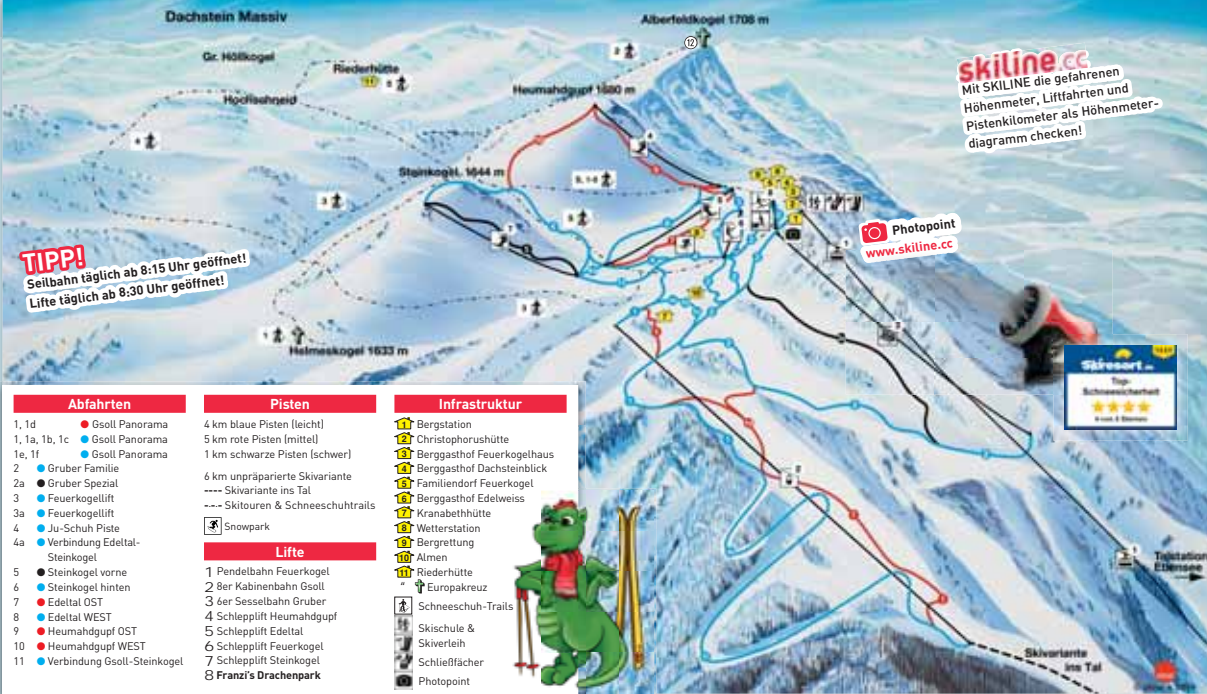 Dachstein Massiv
Alberfeldkogel 1708 m
12
Gr. Höllkogel
Riederhütte
11
Hochschneid
Heumahdgupf 1680 m
Steinkogel 1644 m
Helmeskogel 1633 m
skiline.cc
Mit SKILINE die gefahrenen
Höhenmeter, Liftfahrten und
Pistenkilometer als Höhenmeter-
diagramm checken!
TIPP!
Seilbahn täglich ab 8:15 Uhr geöffnet!
Lifte täglich ab 8:30 Uhr geöffnet!
Photopoint
www.skiline.cc
Skiresort.de
Top-
Schneesicherheit
Talstation
Ebensee
Skivariante
ins Tal
Abfahrten
1, 1d Gsoll Panorama
1, 1a, 1b, 1c Gsoll Panorama
1e, 1f Gsoll Panorama
2 Gruber Familie
2a Gruber Spezial
3 Feuerkogellift
3a Feuerkogellift
4 Ju-Schuh Piste
4a Verbindung Edeltal-
Steinkogel
5 Steinkogel vorne
6 Steinkogel hinten
7 Edeltal OST
8 Edeltal WEST
9 Heumahdgupf OST
10 Heumahdgupf WEST
11 Verbindung Gsoll-Steinkogel
Pisten
4 km blaue Pisten (leicht)
5 km rote Pisten (mittel)
1 km schwarze Pisten (schwer)
6 km unpräparierte Skivariante
---- Skivariante ins Tal
-·-·- Skitouren & Schneeschuhtrails
Snowpark
Lifte
1 Pendelbahn Feuerkogel
2 8er Kabinenbahn Gsoll
3 6er Sesselbahn Gruber
4 Schlepplift Heumahdgupf
5 Schlepplift Edeltal
6 Schlepplift Feuerkogel
7 Schlepplift Steinkogel
8 Franzi's Drachenpark
Infrastruktur
1 Bergstation
2 Christophorushütte
3 Berggasthof Feuerkogelhaus
4 Berggasthof Dachsteinblick
5 Familiendorf Feuerkogel
6 Berggasthof Edelweiss
7 Kranabethhütte
8 Wetterstation
9 Bergrettung
10 Almen
11 Riederhütte
" Europakreuz
Schneeschuh-Trails
Skischule &
Skiverleih
Schließfächer
Photopoint